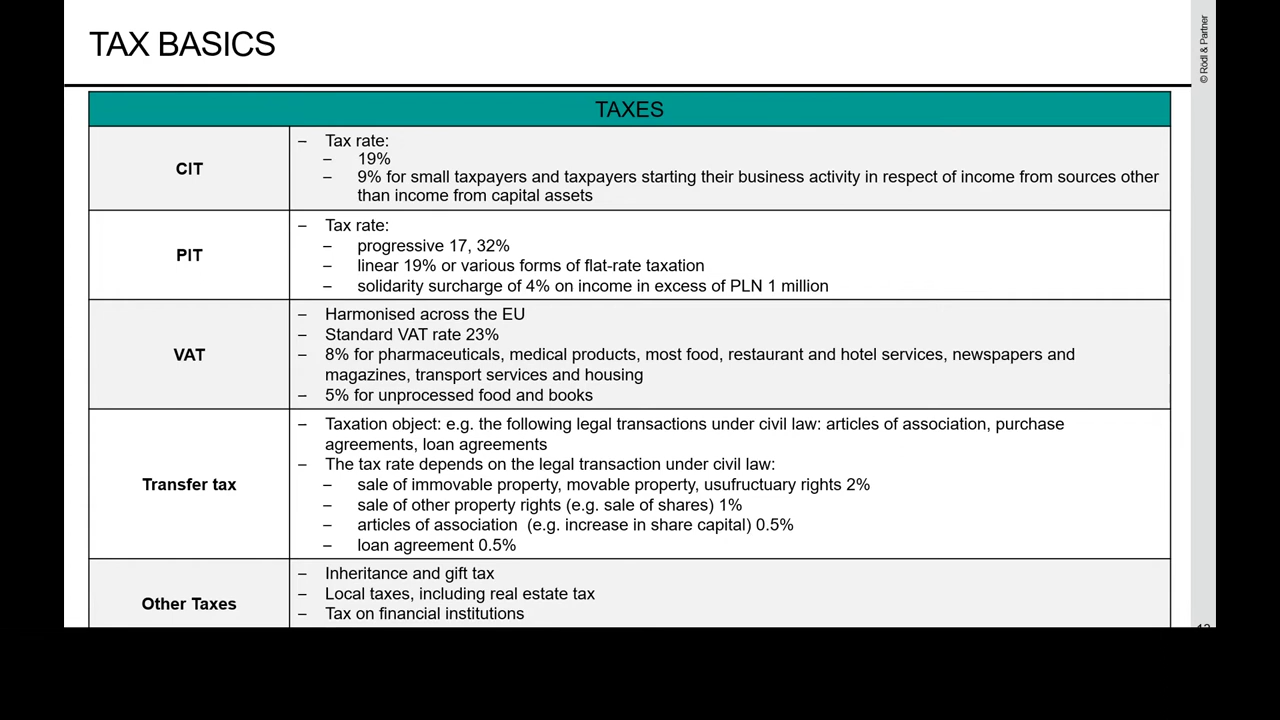 TAX BASICS
© Rödl & Partner
TAXES
CIT
– Tax rate:
– 19%
– 9% for small taxpayers and taxpayers starting their business activity in respect of income from sources other
than income from capital assets
PIT
– Tax rate:
– progressive 17, 32%
– linear 19% or various forms of flat-rate taxation
– solidarity surcharge of 4% on income in excess of PLN 1 million
VAT
– Harmonised across the EU
– Standard VAT rate 23%
– 8% for pharmaceuticals, medical products, most food, restaurant and hotel services, newspapers and
magazines, transport services and housing
– 5% for unprocessed food and books
Transfer tax
– Taxation object: e.g. the following legal transactions under civil law: articles of association, purchase
agreements, loan agreements
– The tax rate depends on the legal transaction under civil law:
– sale of immovable property, movable property, usufructuary rights 2%
– sale of other property rights (e.g. sale of shares) 1%
– articles of association (e.g. increase in share capital) 0.5%
– loan agreement 0.5%
Other Taxes
– Inheritance and gift tax
– Local taxes, including real estate tax
– Tax on financial institutions